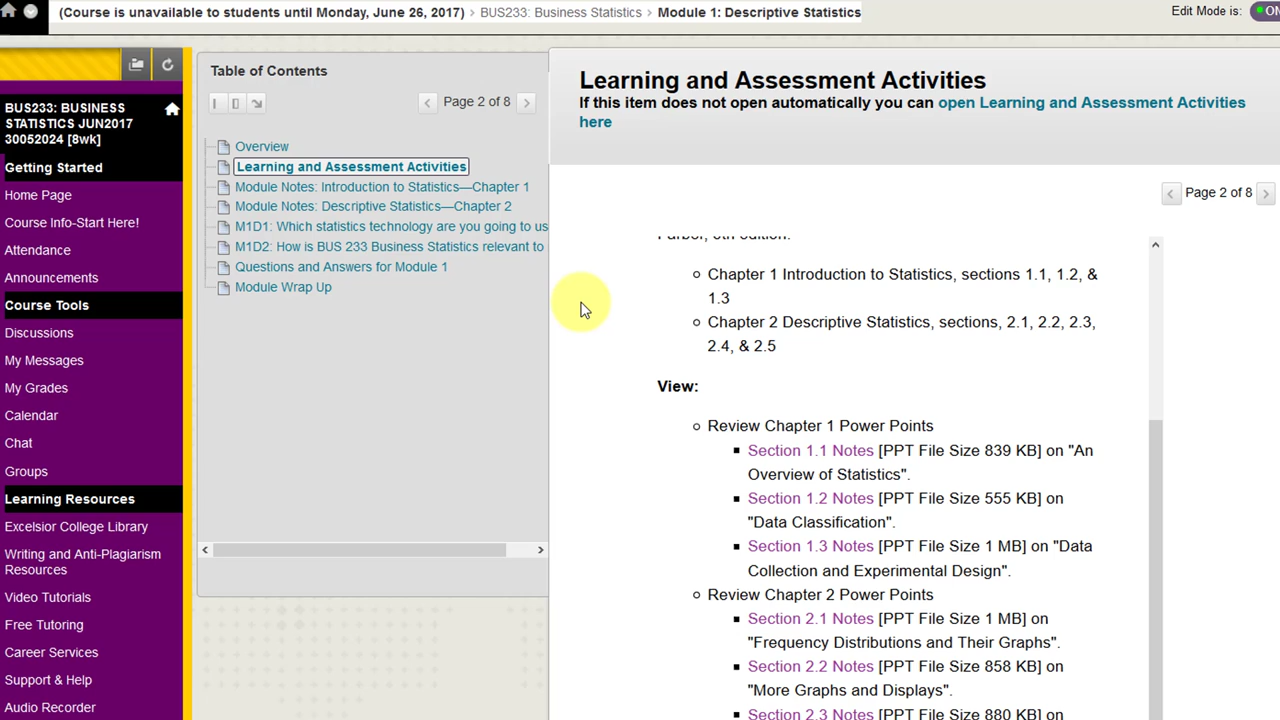 (Course is unavailable to students until Monday, June 26, 2017) > BUS233: Business Statistics > Module 1: Descriptive Statistics
Edit Mode is: ON
BUS233: BUSINESS
STATISTICS JUN2017
30052024 [8wk]
Getting Started
Home Page
Course Info-Start Here!
Attendance
Announcements
Course Tools
Discussions
My Messages
My Grades
Calendar
Chat
Groups
Learning Resources
Excelsior College Library
Writing and Anti-Plagiarism
Resources
Video Tutorials
Free Tutoring
Career Services
Support & Help
Audio Recorder
Table of Contents
Page 2 of 8
Overview
Learning and Assessment Activities
Module Notes: Introduction to Statistics—Chapter 1
Module Notes: Descriptive Statistics—Chapter 2
M1D1: Which statistics technology are you going to us
M1D2: How is BUS 233 Business Statistics relevant to
Questions and Answers for Module 1
Module Wrap Up
Learning and Assessment Activities
If this item does not open automatically you can open Learning and Assessment Activities
here
Page 2 of 8
edition.
Chapter 1 Introduction to Statistics, sections 1.1, 1.2, &
1.3
Chapter 2 Descriptive Statistics, sections, 2.1, 2.2, 2.3,
2.4, & 2.5
View:
Review Chapter 1 Power Points
Section 1.1 Notes [PPT File Size 839 KB] on "An
Overview of Statistics".
Section 1.2 Notes [PPT File Size 555 KB] on
"Data Classification".
Section 1.3 Notes [PPT File Size 1 MB] on "Data
Collection and Experimental Design".
Review Chapter 2 Power Points
Section 2.1 Notes [PPT File Size 1 MB] on
"Frequency Distributions and Their Graphs".
Section 2.2 Notes [PPT File Size 858 KB] on
"More Graphs and Displays".
Section 2.3 Notes [PPT File Size 880 KB] on